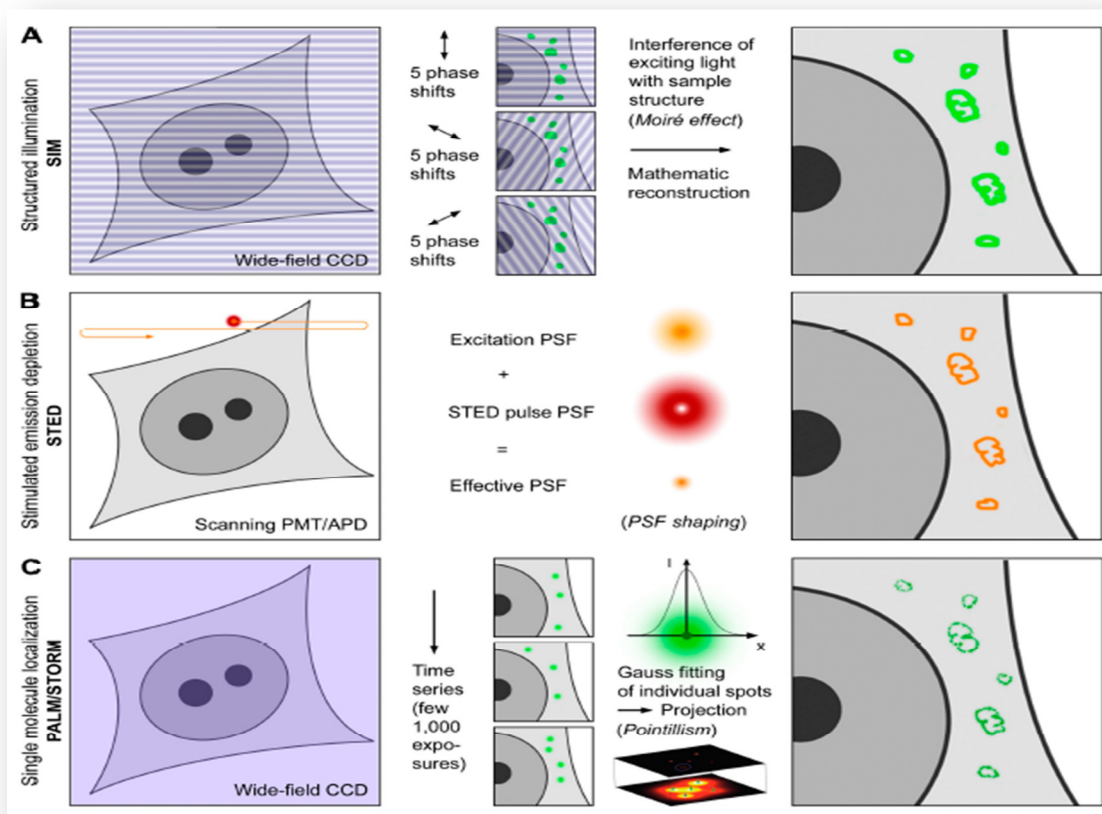 A
Structured illumination
SIM
Wide-field CCD
5 phase
shifts
5 phase
shifts
5 phase
shifts
Interference of
exciting light
with sample
structure
(Moiré effect)
Mathematic
reconstruction
B
Stimulated emission depletion
STED
Scanning PMT/APD
Excitation PSF
+
STED pulse PSF
=
Effective PSF
(PSF shaping)
C
Single molecule localization
PALM/STORM
Wide-field CCD
Time
series
(few
1,000
expo-
sures)
I
x
Gauss fitting
of individual spots
Projection
(Pointillism)